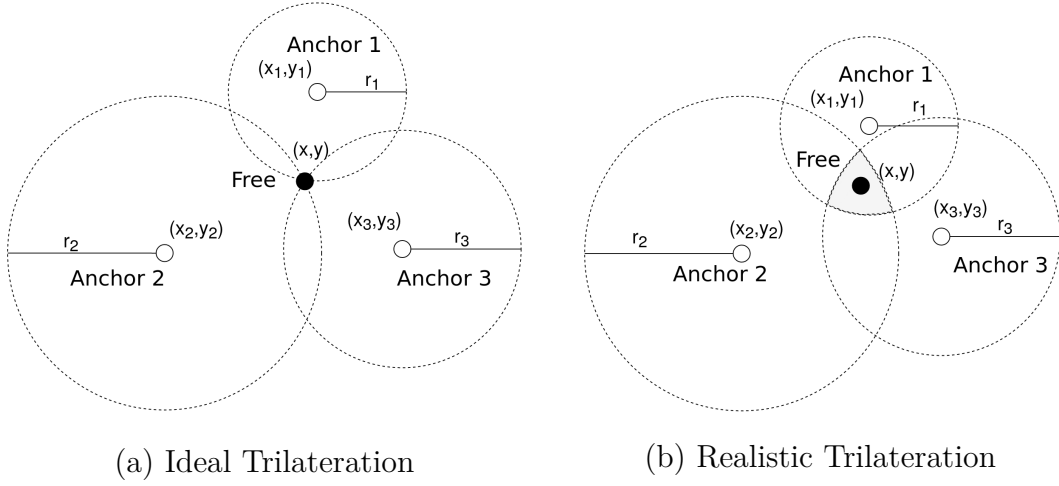 Anchor 1
(x₁,y₁)
r₁
(x,y)
Free
(x₂,y₂)
r₂
Anchor 2
(x₃,y₃)
r₃
Anchor 3
(a) Ideal Trilateration
Anchor 1
(x₁,y₁)
r₁
Free
(x,y)
(x₂,y₂)
r₂
Anchor 2
(x₃,y₃)
r₃
Anchor 3
(b) Realistic Trilateration